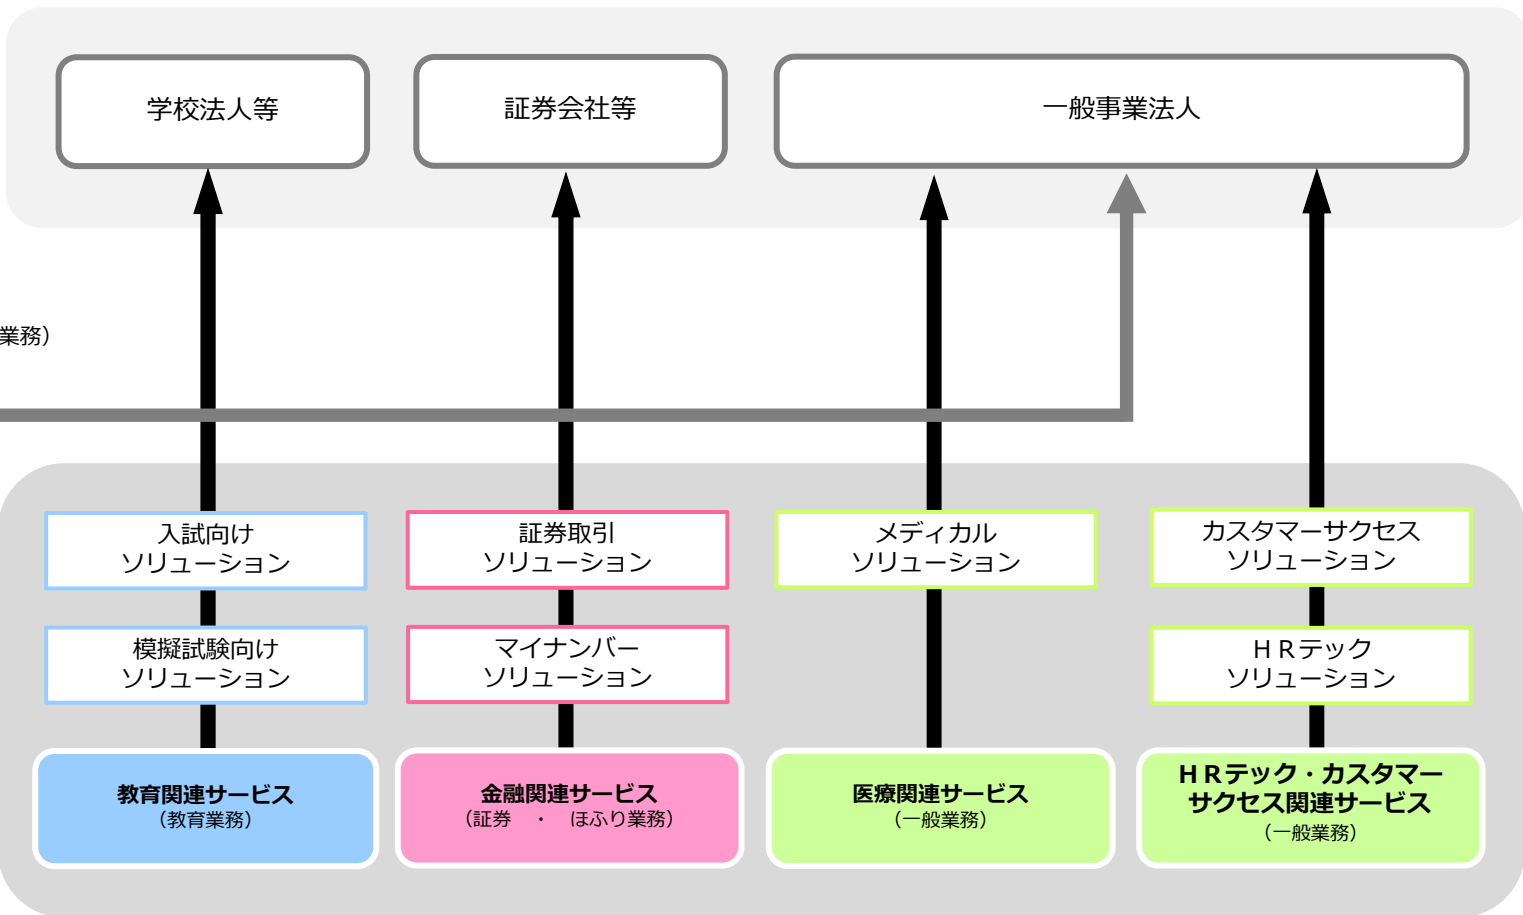 学校法人等
証券会社等
一般事業法人
業務）
入試向け
ソリューション
証券取引
ソリューション
メディカル
ソリューション
カスタマーサクセス
ソリューション
模擬試験向け
ソリューション
マイナンバー
ソリューション
ＨＲテック
ソリューション
教育関連サービス
（教育業務）
金融関連サービス
（証券　・　ほふり業務）
医療関連サービス
（一般業務）
ＨＲテック・カスタマー
サクセス関連サービス
（一般業務）